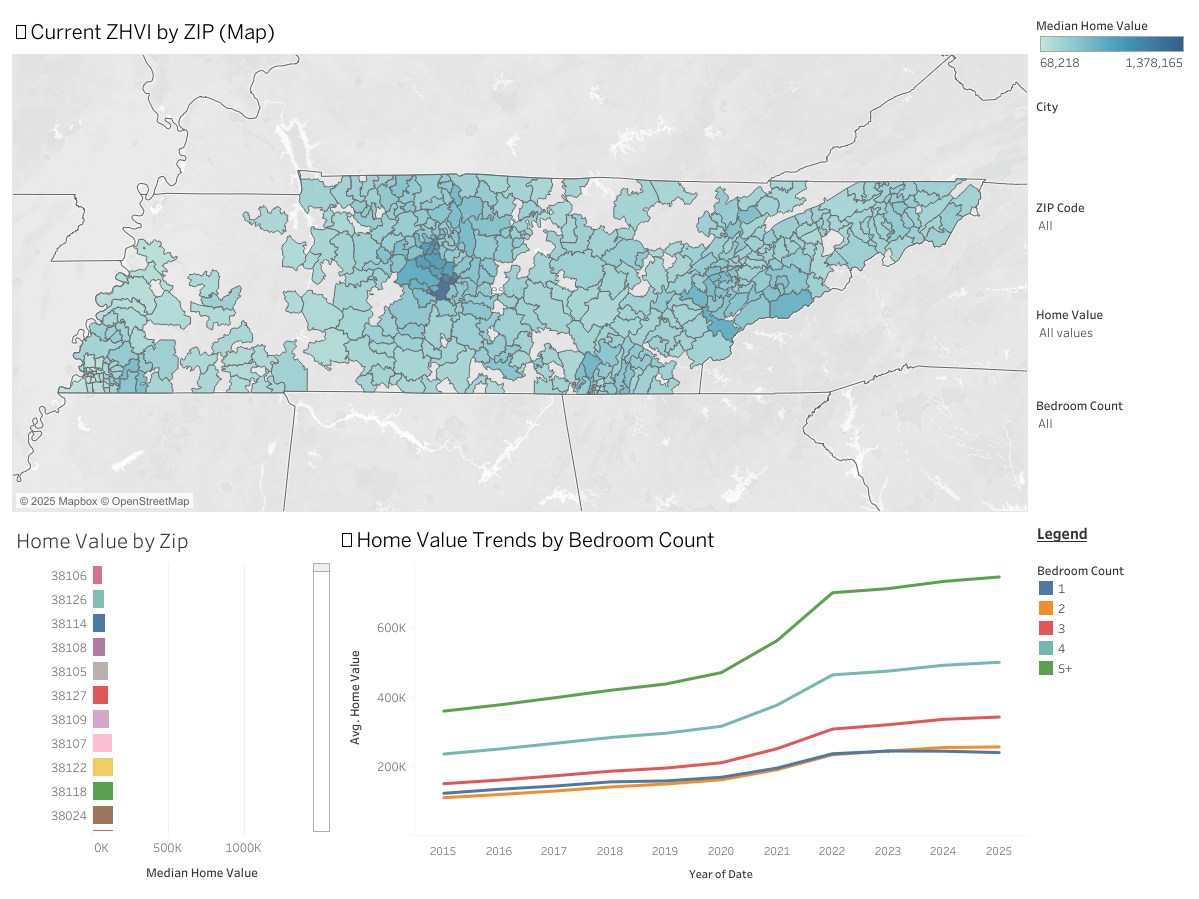 Current ZHVI by ZIP (Map)
© 2025 Mapbox © OpenStreetMap
Median Home Value
68,218 1,378,165
City
ZIP Code
All
Home Value
All values
Bedroom Count
All
Home Value by Zip
38106
38126
38114
38108
38105
38127
38109
38107
38122
38118
38024
0K 500K 1000K
Median Home Value
Home Value Trends by Bedroom Count
600K
400K
200K
Avg. Home Value
2015 2016 2017 2018 2019 2020 2021 2022 2023 2024 2025
Year of Date
Legend
Bedroom Count
1
2
3
4
5+